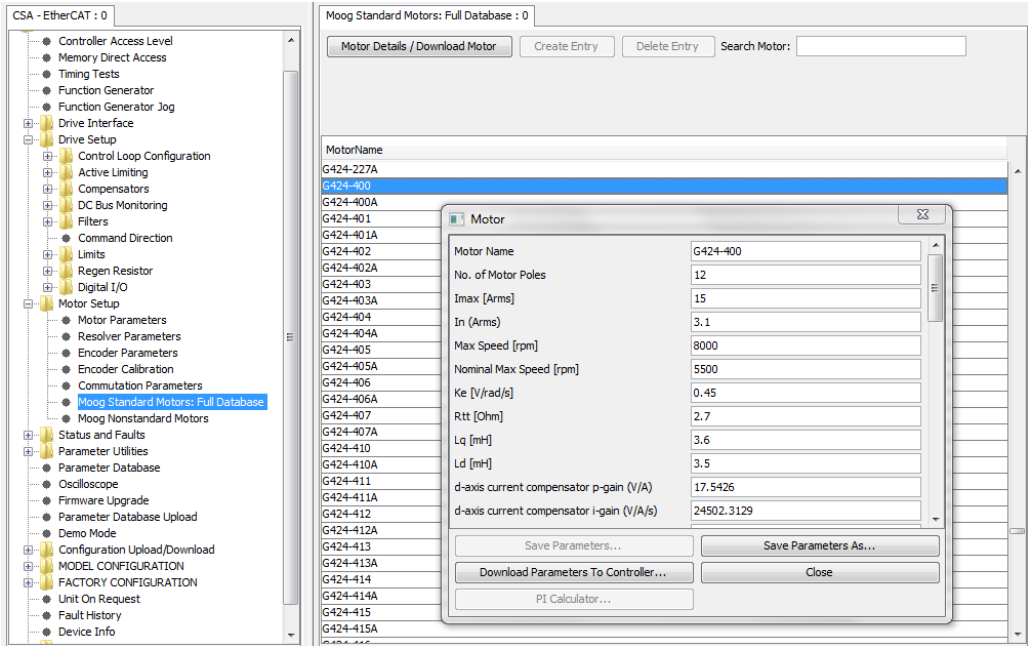 CSA - EtherCAT : 0
Controller Access Level
Memory Direct Access
Timing Tests
Function Generator
Function Generator Jog
Drive Interface
Drive Setup
Control Loop Configuration
Active Limiting
Compensators
DC Bus Monitoring
Filters
Command Direction
Limits
Regen Resistor
Digital I/O
Motor Setup
Motor Parameters
Resolver Parameters
Encoder Parameters
Encoder Calibration
Commutation Parameters
Moog Standard Motors: Full Database
Moog Nonstandard Motors
Status and Faults
Parameter Utilities
Parameter Database
Oscilloscope
Firmware Upgrade
Parameter Database Upload
Demo Mode
Configuration Upload/Download
MODEL CONFIGURATION
FACTORY CONFIGURATION
Unit On Request
Fault History
Device Info
Moog Standard Motors: Full Database : 0
Motor Details / Download Motor Create Entry Delete Entry Search Motor:
MotorName
G424-227A
G424-400
G424-400A
G424-401
G424-401A
G424-402
G424-402A
G424-403
G424-403A
G424-404
G424-404A
G424-405
G424-405A
G424-406
G424-406A
G424-407
G424-407A
G424-410
G424-410A
G424-411
G424-411A
G424-412
G424-412A
G424-413
G424-413A
G424-414
G424-414A
G424-415
G424-415A
Motor
Motor Name G424-400
No. of Motor Poles 12
Imax [Arms] 15
In (Arms) 3.1
Max Speed [rpm] 8000
Nominal Max Speed [rpm] 5500
Ke [V/rad/s] 0.45
Rtt [Ohm] 2.7
Lq [mH] 3.6
Ld [mH] 3.5
d-axis current compensator p-gain (V/A) 17.5426
d-axis current compensator i-gain (V/A/s) 24502.3129
Save Parameters... Save Parameters As...
Download Parameters To Controller... Close
PI Calculator...